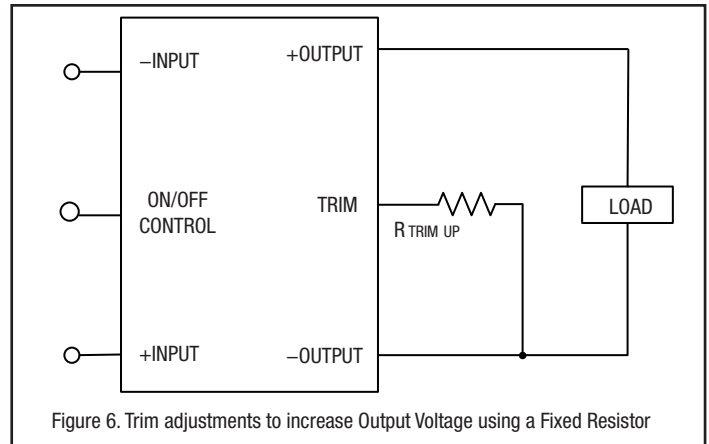 −INPUT
+OUTPUT
ON/OFF
CONTROL
TRIM
R TRIM UP
LOAD
+INPUT
−OUTPUT
Figure 6. Trim adjustments to increase Output Voltage using a Fixed Resistor